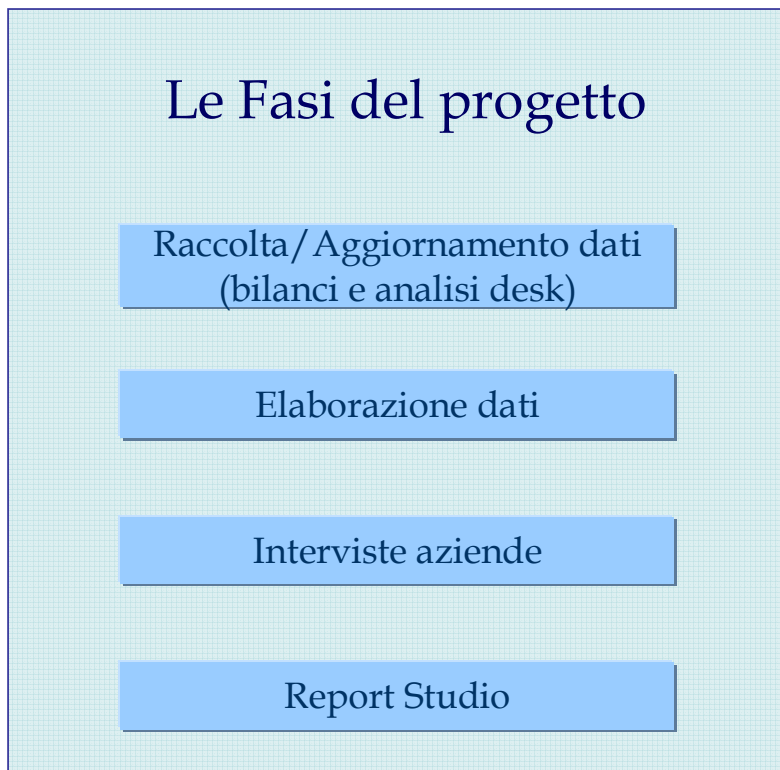 Le Fasi del progetto
Raccolta/Aggiornamento dati
(bilanci e analisi desk)
Elaborazione dati
Interviste aziende
Report Studio